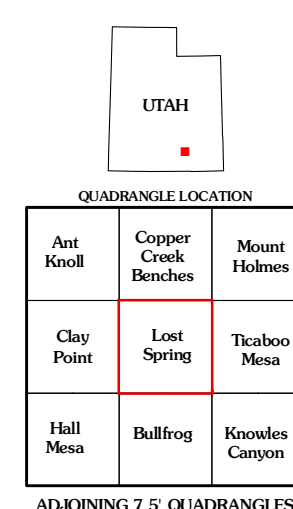 UTAH
QUADRANGLE LOCATION
Ant
Knoll
Copper
Creek
Benches
Mount
Holmes
Clay
Point
Lost
Spring
Ticaboo
Mesa
Hall
Mesa
Bullfrog
Knowles
Canyon
ADJOINING 7.5' QUADRANGLES